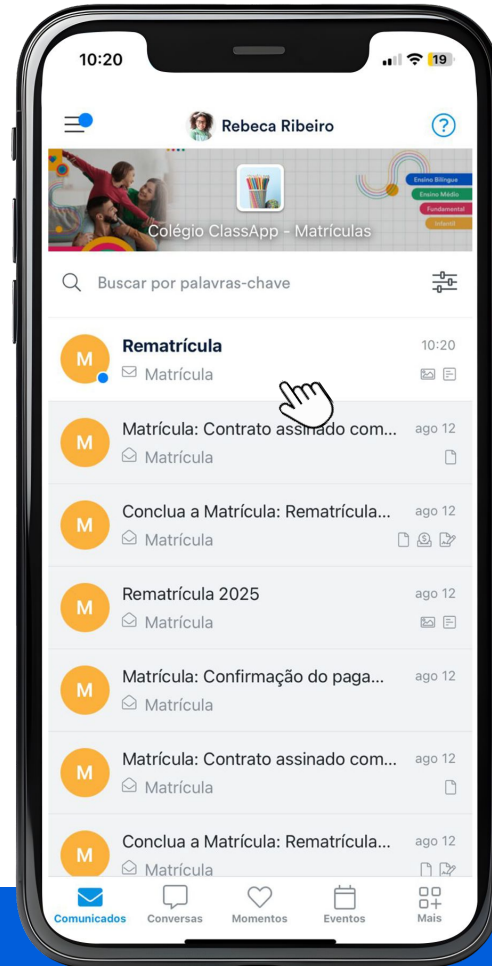 10:20
19
Rebeca Ribeiro
?
Ensino Bilíngue
Ensino Médio
Fundamental
Infantil
Colégio ClassApp - Matrículas
Buscar por palavras-chave
M
Rematrícula
10:20
Matrícula
M
Matrícula: Contrato assinado com...
ago 12
Matrícula
M
Conclua a Matrícula: Rematrícula...
ago 12
Matrícula
M
Rematrícula 2025
ago 12
Matrícula
M
Matrícula: Confirmação do paga...
ago 12
Matrícula
M
Matrícula: Contrato assinado com...
ago 12
Matrícula
M
Conclua a Matrícula: Rematrícula...
ago 12
Matrícula
Comunicados
Conversas
Momentos
Eventos
Mais